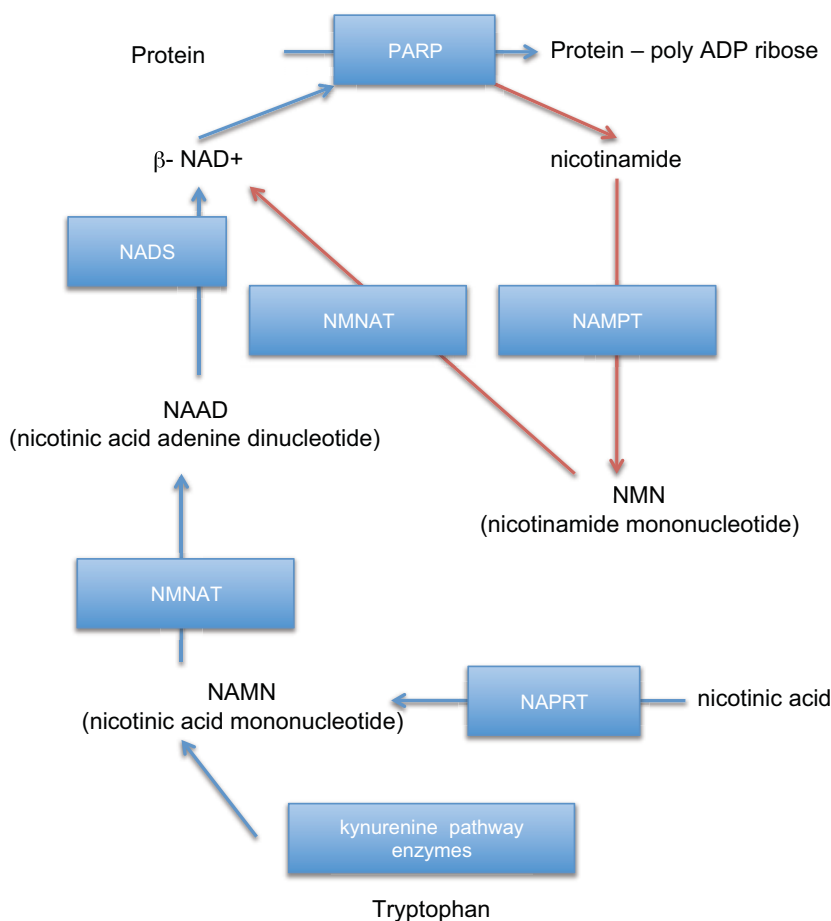 Protein
PARP
Protein – poly ADP ribose
β- NAD+
nicotinamide
NADS
NMNAT
NAMPT
NAAD
(nicotinic acid adenine dinucleotide)
NMN
(nicotinamide mononucleotide)
NMNAT
NAMN
(nicotinic acid mononucleotide)
NAPRT
nicotinic acid
kynurenine pathway
enzymes
Tryptophan